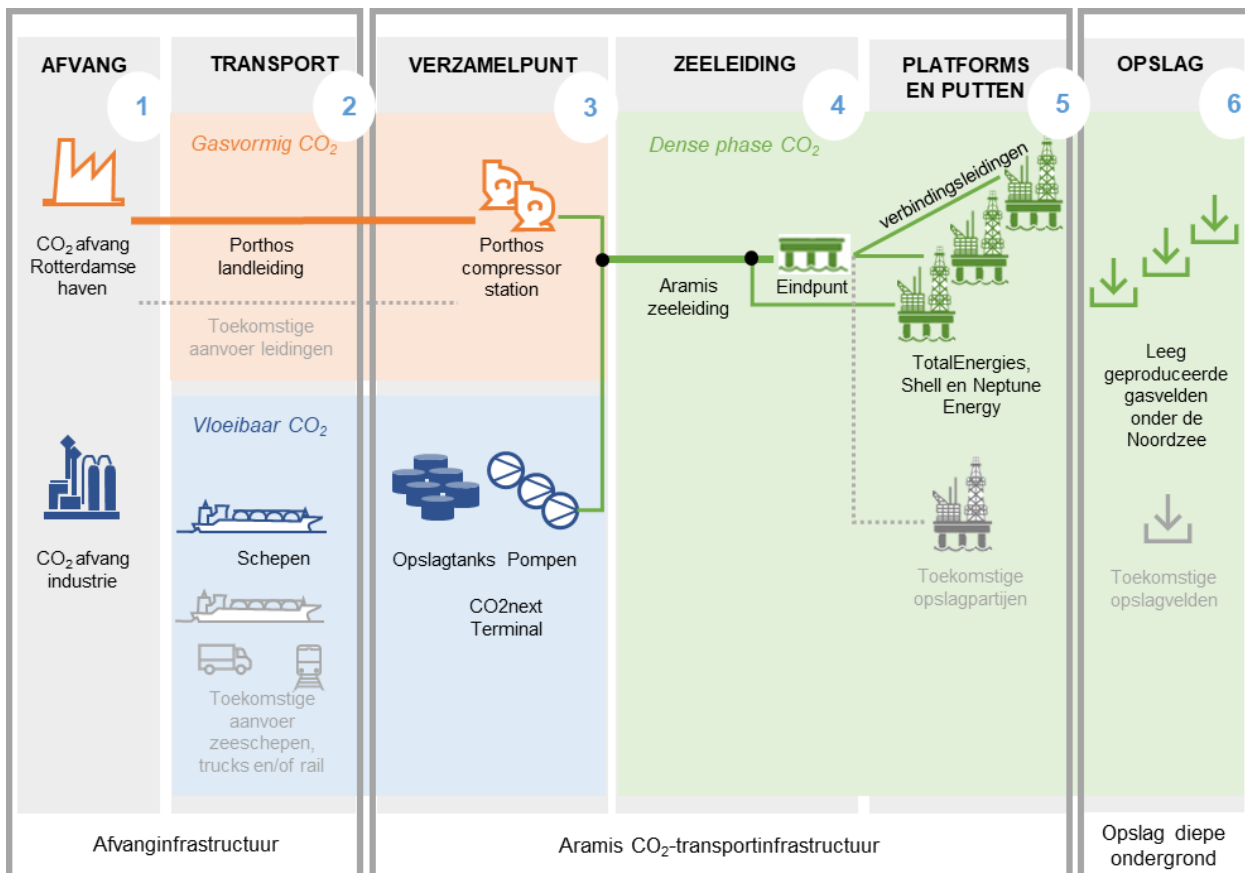 AFVANG
1
TRANSPORT
2
VERZAMELPUNT
3
ZEELEIDING
4
PLATFORMS
EN PUTTEN
5
OPSLAG
6
Gasvormig CO₂
Dense phase CO₂
verbindingsleidingen
CO₂ afvang
Rotterdamse
haven
Porthos
landleiding
Porthos
compressor
station
Aramis
zeeleiding
Eindpunt
Toekomstige
aanvoer leidingen
TotalEnergies,
Shell en Neptune
Energy
Leeg
geproduceerde
gasvelden
onder de
Noordzee
Vloeibaar CO₂
CO₂ afvang
industrie
Schepen
Opslagtanks
Pompen
CO2next
Terminal
Toekomstige
opslagpartijen
Toekomstige
opslagvelden
Toekomstige
aanvoer
zeeschepen,
trucks en/of rail
Afvanginfrastructuur
Aramis CO₂-transportinfrastructuur
Opslag diepe
ondergrond